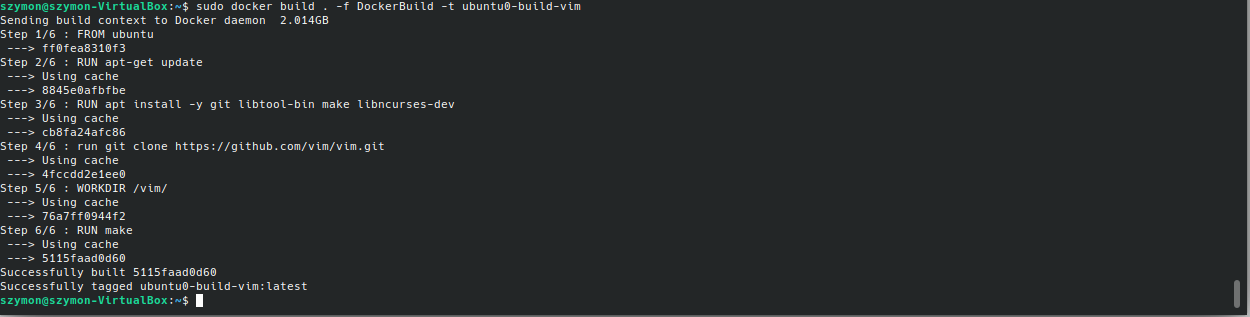 szymon@szymon-VirtualBox:~$ sudo docker build . -f DockerBuild -t ubuntu0-build-vim
Sending build context to Docker daemon  2.014GB
Step 1/6 : FROM ubuntu
 ---> ff0fea8310f3
Step 2/6 : RUN apt-get update
 ---> Using cache
 ---> 8845e0afbfbe
Step 3/6 : RUN apt install -y git libtool-bin make libncurses-dev
 ---> Using cache
 ---> cb8fa24afc86
Step 4/6 : run git clone https://github.com/vim/vim.git
 ---> Using cache
 ---> 4fccdd2e1ee0
Step 5/6 : WORKDIR /vim/
 ---> Using cache
 ---> 76a7ff0944f2
Step 6/6 : RUN make
 ---> Using cache
 ---> 5115faad0d60
Successfully built 5115faad0d60
Successfully tagged ubuntu0-build-vim:latest
szymon@szymon-VirtualBox:~$